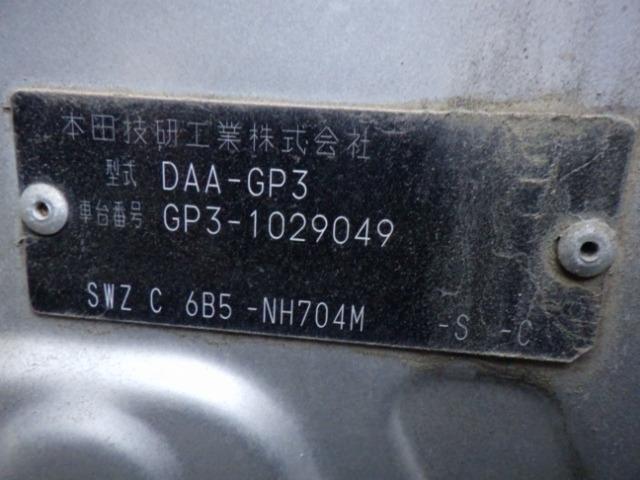 本田技研工業株式会社
型式 DAA-GP3
車台番号 GP3-1029049
SWZ C 6B5 -NH704M -S -C